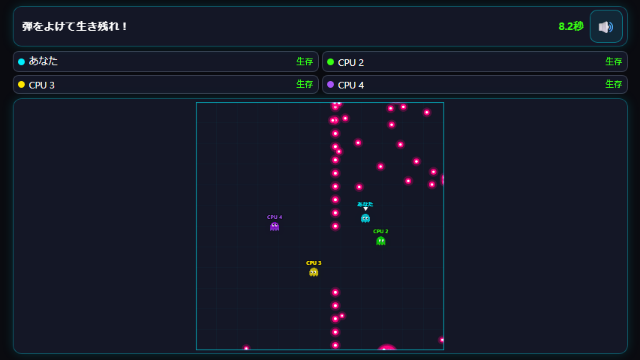 弾をよけて生き残れ！
8.2秒
あなた 生存
CPU 2 生存
CPU 3 生存
CPU 4 生存
あなた
CPU 4
CPU 2
CPU 3